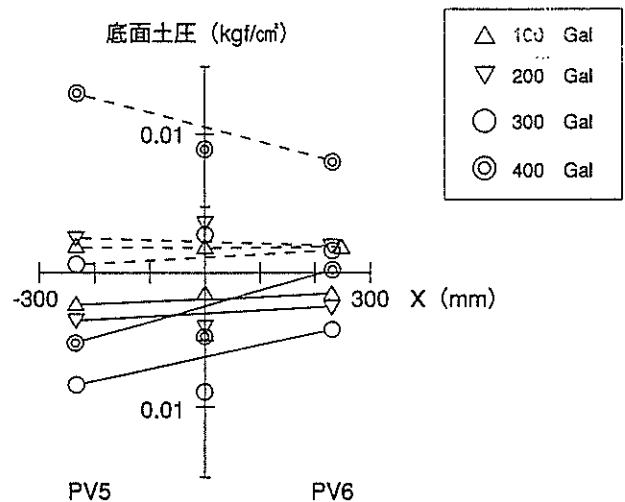 底面土圧 (kgf/cm²)
△ 100 Gal
▽ 200 Gal
○ 300 Gal
◎ 400 Gal
0.01
-300
300
X (mm)
0.01
PV5
PV6